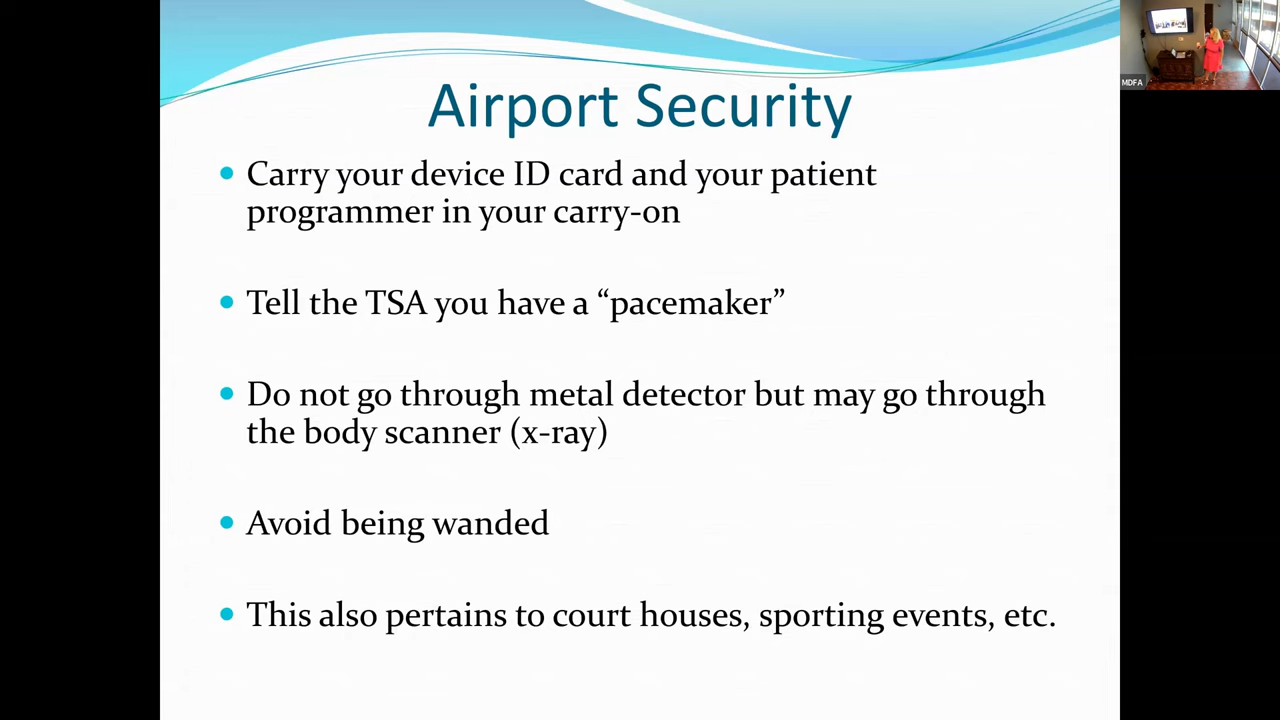 Airport Security
• Carry your device ID card and your patient
programmer in your carry-on
• Tell the TSA you have a “pacemaker”
• Do not go through metal detector but may go through
the body scanner (x-ray)
• Avoid being wanded
• This also pertains to court houses, sporting events, etc.
MDFA